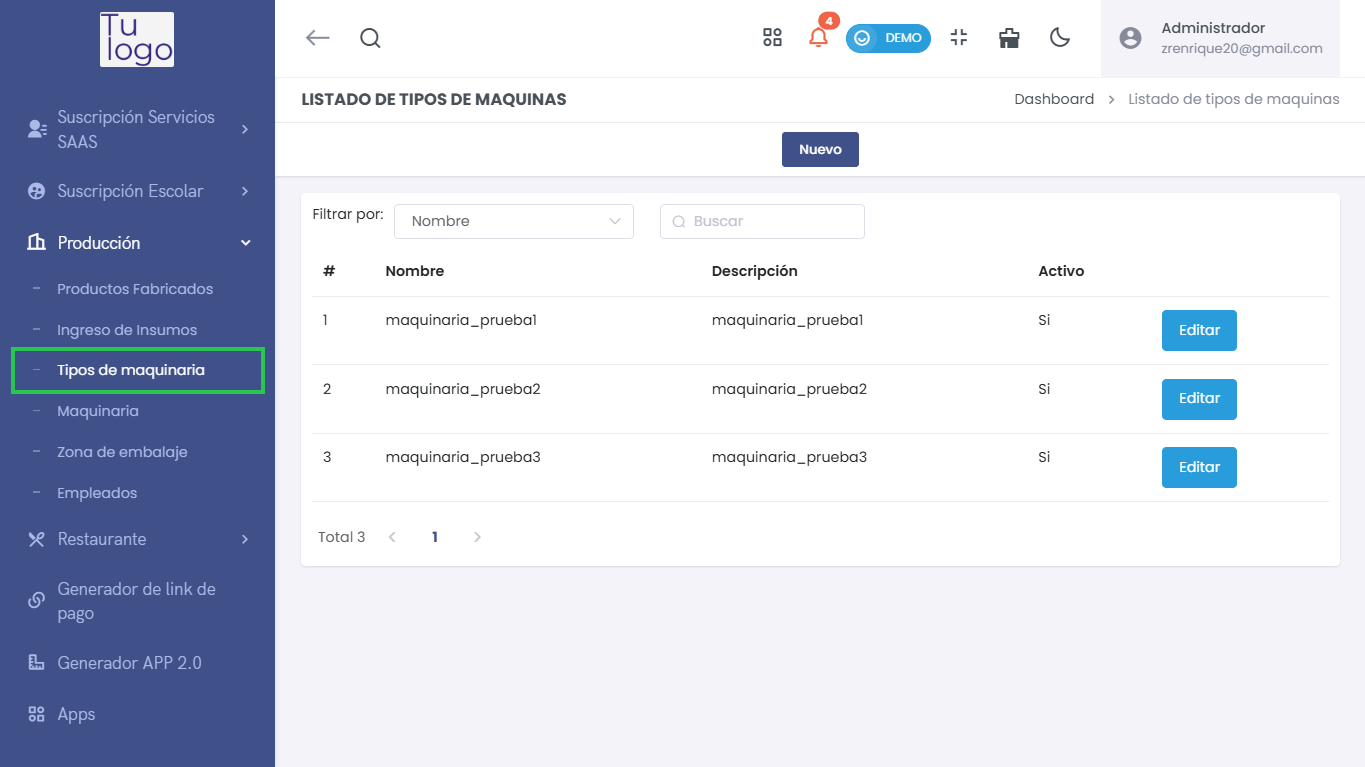 Tu
logo
Suscripción Servicios
SAAS
Suscripción Escolar
Producción
Productos Fabricados
Ingreso de Insumos
Tipos de maquinaria
Maquinaria
Zona de embalaje
Empleados
Restaurante
Generador de link de
pago
Generador APP 2.0
Apps
4
DEMO
Administrador
zrenrique20@gmail.com
LISTADO DE TIPOS DE MAQUINAS
Dashboard > Listado de tipos de maquinas
Nuevo
Filtrar por: Nombre Buscar
# Nombre Descripción Activo
1 maquinaria_prueba1 maquinaria_prueba1 Si Editar
2 maquinaria_prueba2 maquinaria_prueba2 Si Editar
3 maquinaria_prueba3 maquinaria_prueba3 Si Editar
Total 3 < 1 >